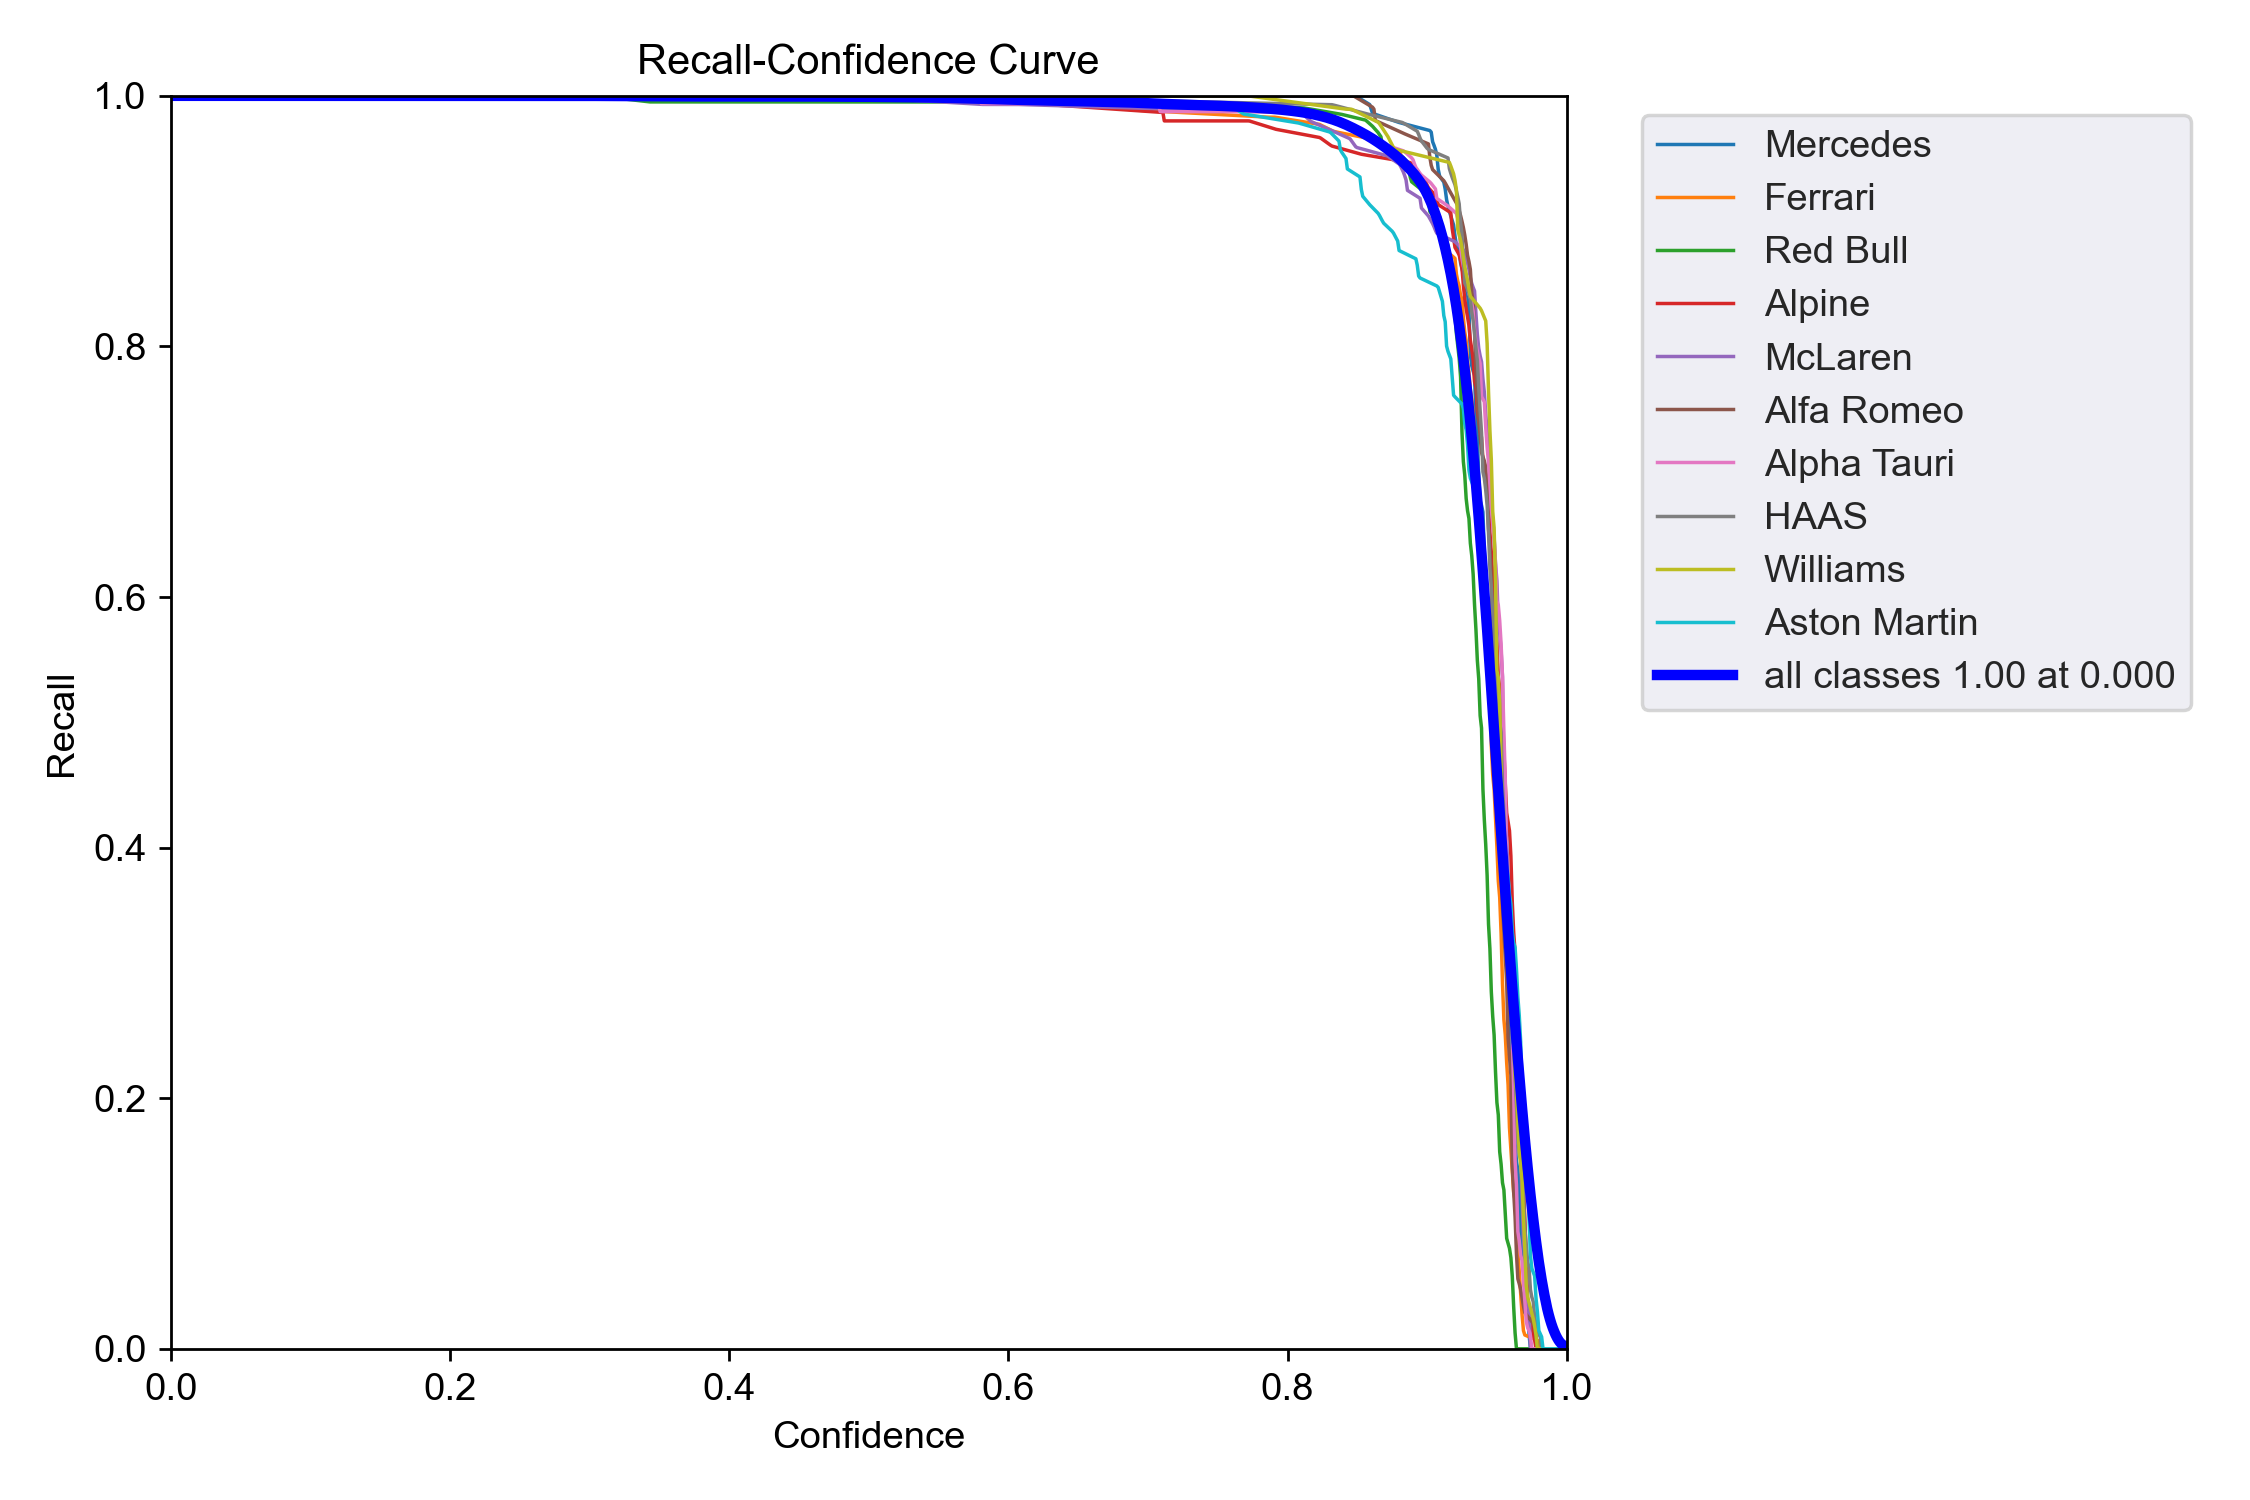 Recall-Confidence Curve
1.0
0.8
0.6
0.4
0.2
0.0
Recall
0.0 0.2 0.4 0.6 0.8 1.0
Confidence
Mercedes
Ferrari
Red Bull
Alpine
McLaren
Alfa Romeo
Alpha Tauri
HAAS
Williams
Aston Martin
all classes 1.00 at 0.000